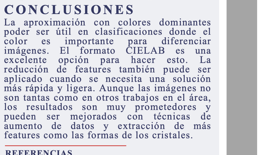 CONCLUSIONES
La aproximación con colores dominantes
poder ser útil en clasificaciones donde el
color es importante para diferenciar
imágenes. El formato CIELAB es una
excelente opción para hacer esto. La
reducción de features también puede ser
aplicado cuando se necesita una solución
más rápida y ligera. Aunque las imágenes no
son tantas como en otros trabajos en el área,
los resultados son muy prometedores y
pueden ser mejorados con técnicas de
aumento de datos y extracción de más
features como las formas de los cristales.
REFERENCIAS